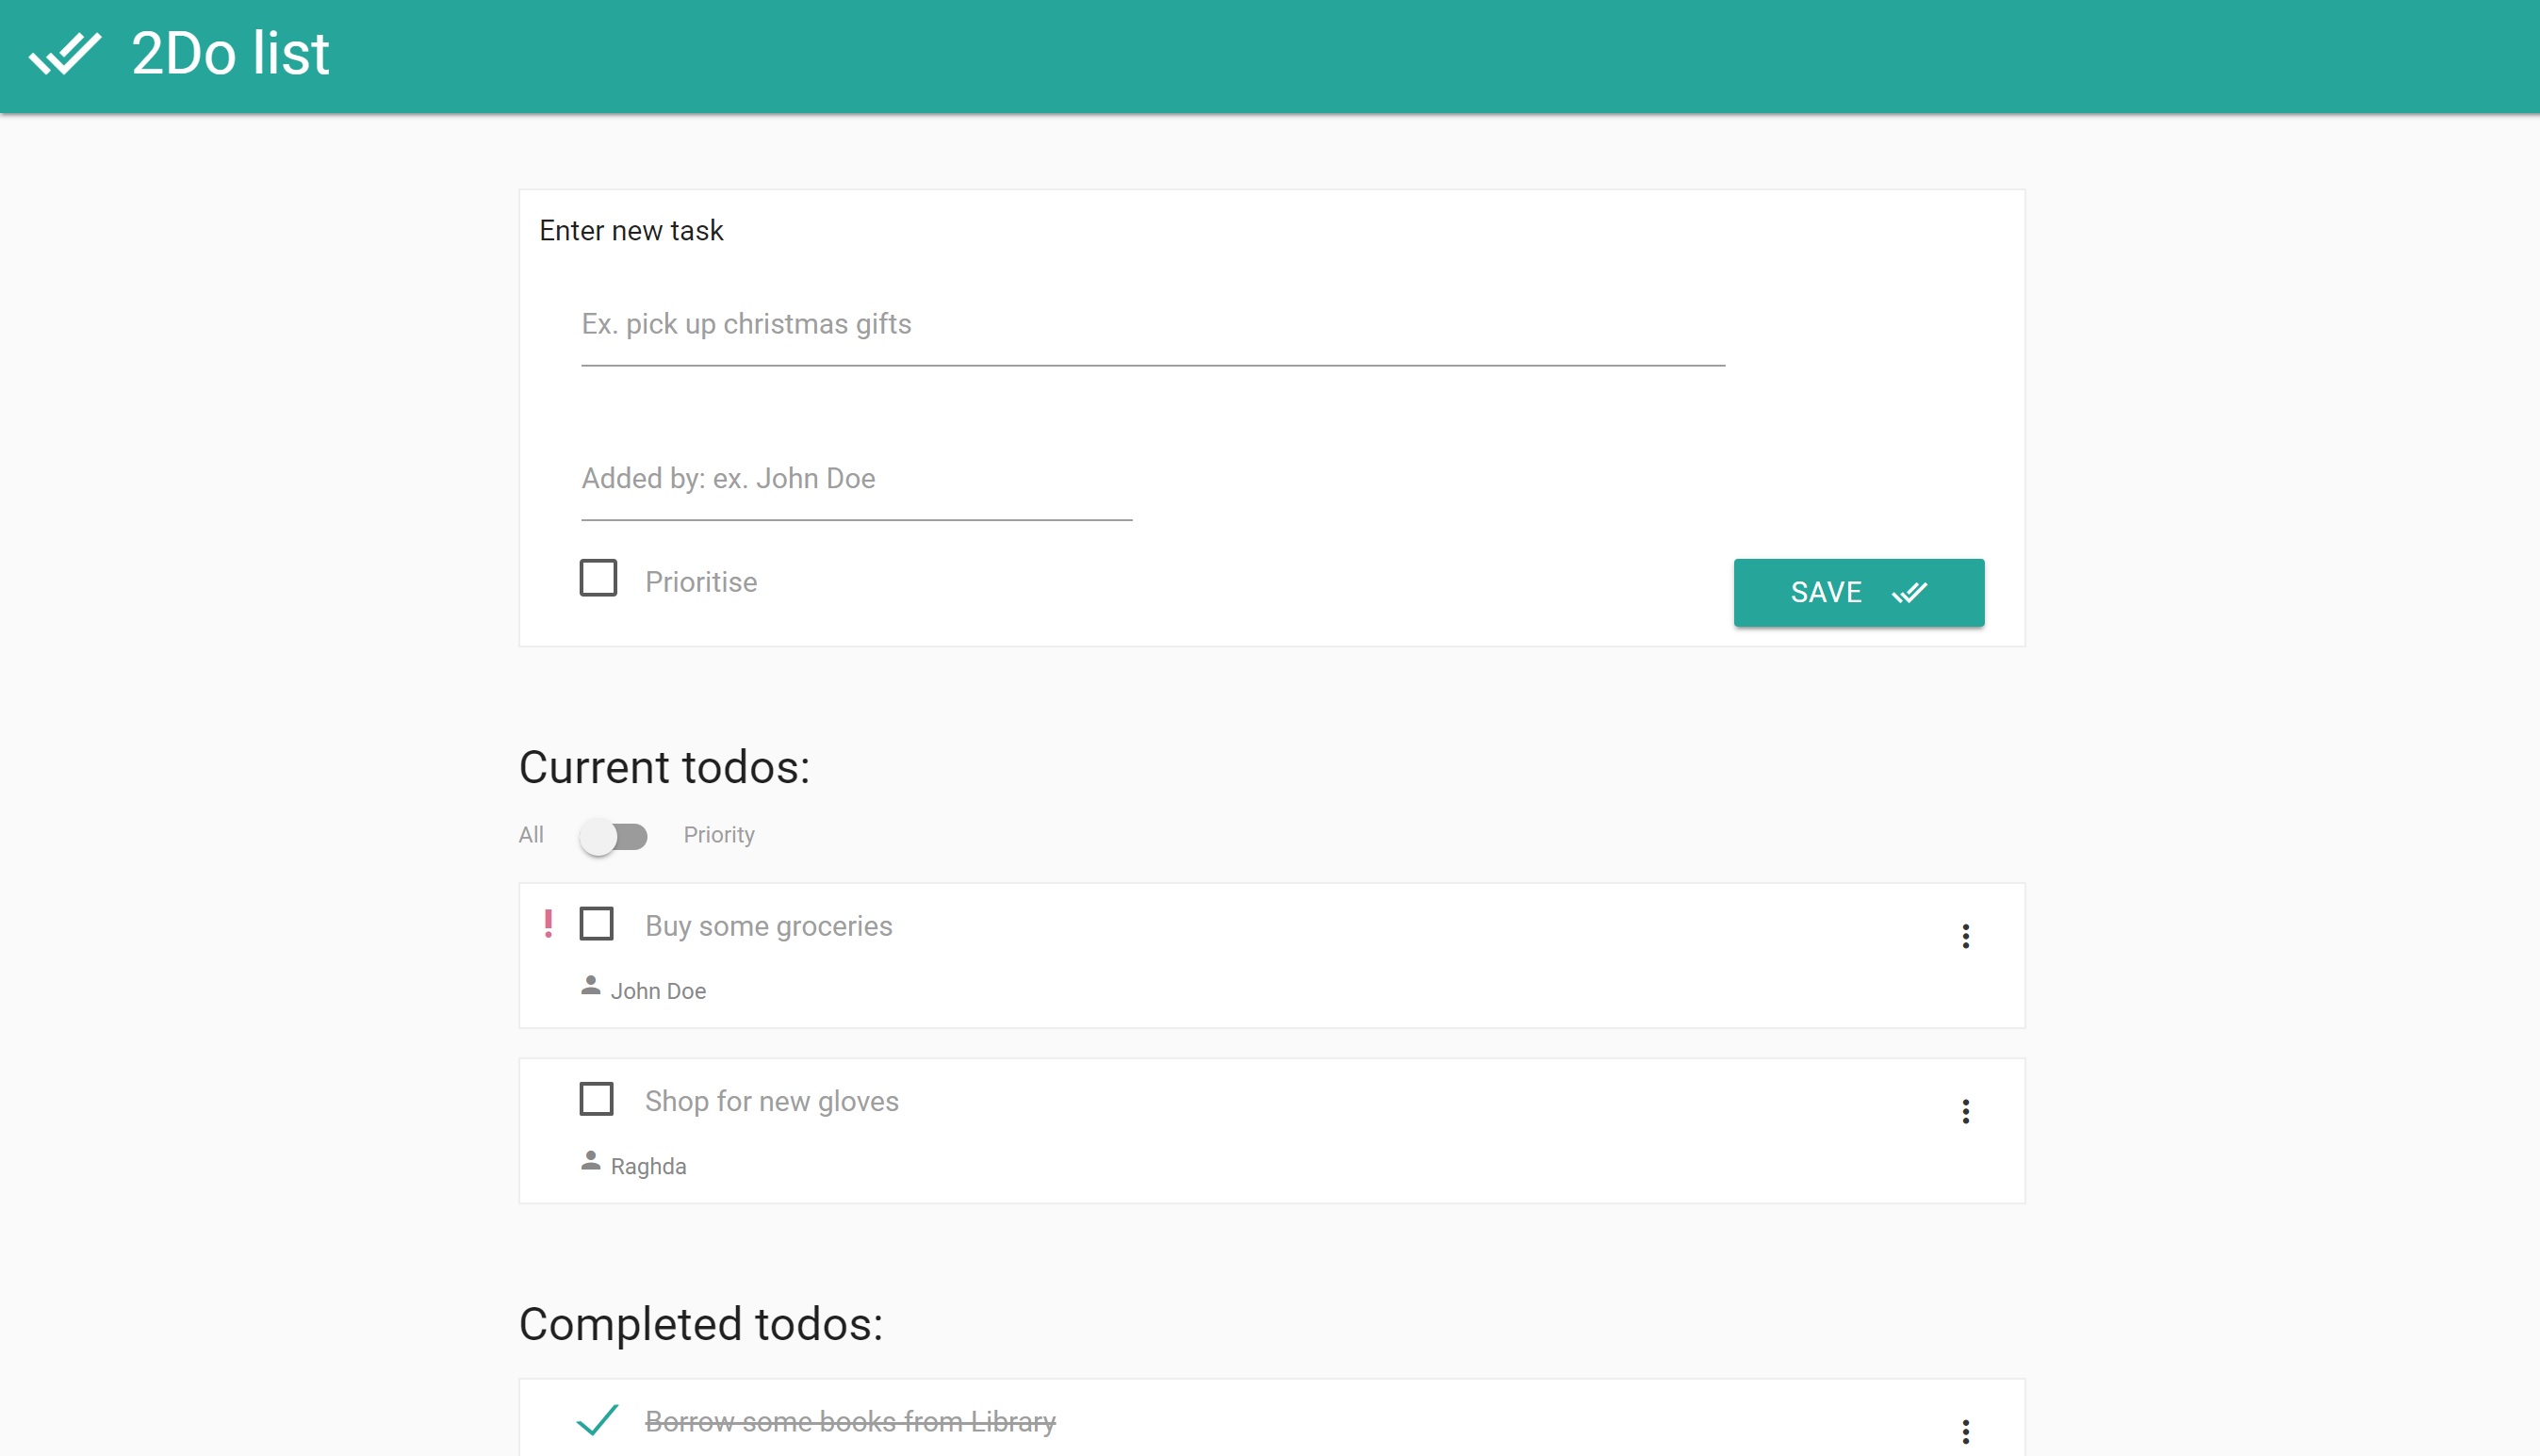 2Do list
Enter new task
Ex. pick up christmas gifts
Added by: ex. John Doe
Prioritise
SAVE
Current todos:
All Priority
Buy some groceries
John Doe
Shop for new gloves
Raghda
Completed todos:
Borrow some books from Library